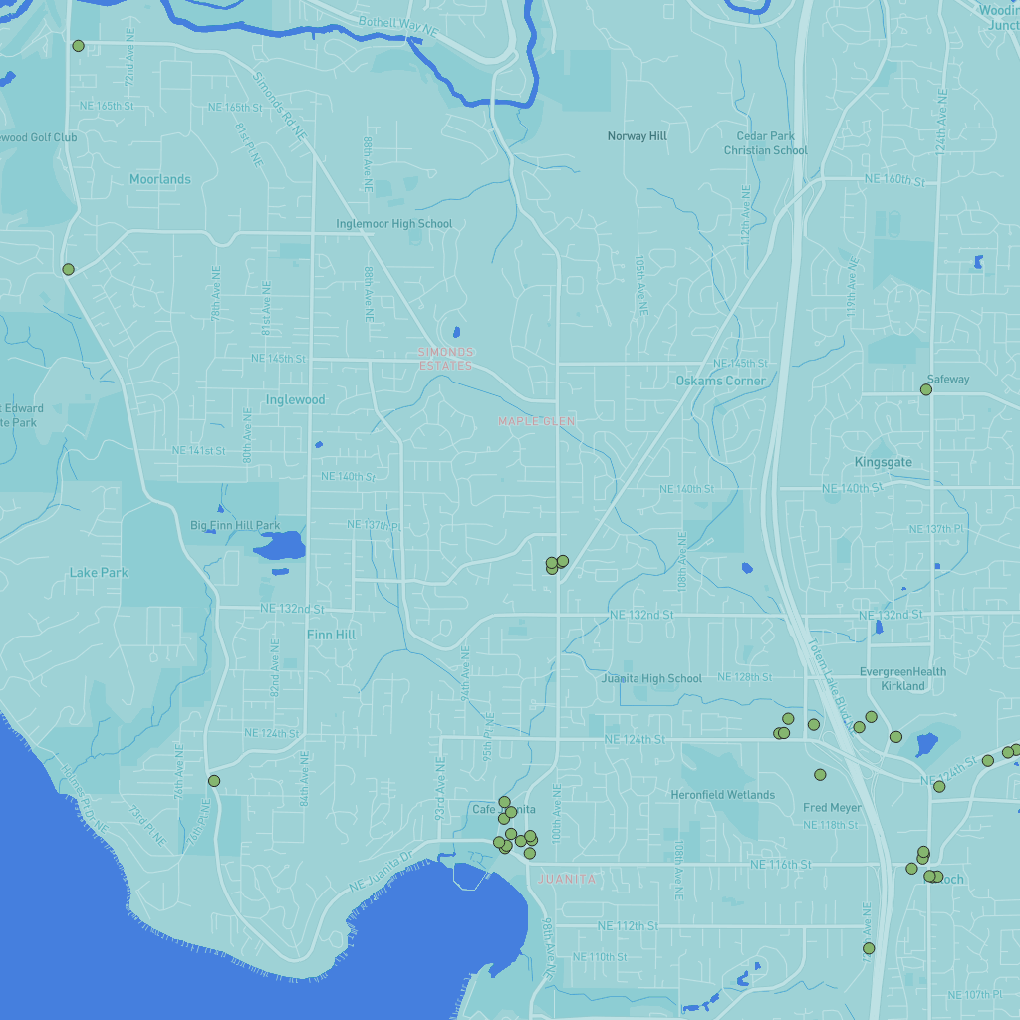 Bothell Way NE
Woodin
Junct
72nd Ave NE
Simonds Rd NE
NE 165th St
NE 165th St
124th Ave NE
81st Pl NE
88th Ave NE
Norway Hill
Cedar Park
Christian School
ewood Golf Club
Moorlands
NE 160th St
112th Ave NE
Inglemoor High School
78th Ave NE
81st Ave NE
88th Ave NE
105th Ave NE
119th Ave NE
SIMONDS
ESTATES
NE 145th St
NE 145th St
Oskams Corner
Safeway
t Edward
te Park
Inglewood
80th Ave NE
MAPLE GLEN
NE 141st St
Kingsgate
NE 140th St
NE 140th St
NE 140th St
Big Finn Hill Park
NE 137th Pl
NE 137th Pl
108th Ave NE
Lake Park
NE 132nd St
NE 132nd St
NE 132nd St
Finn Hill
Totem Lake Blvd NE
82nd Ave NE
94th Ave NE
Juanita High School
NE 128th St
EvergreenHealth
Kirkland
95th Pl NE
NE 124th St
NE 124th St
NE 124th St
76th Ave NE
84th Ave NE
93rd Ave NE
Holmes Pt Dr NE
73rd Pl NE
76th Pl NE
Cafe Juanita
100th Ave NE
Heronfield Wetlands
Fred Meyer
NE 118th St
NE Juanita Dr
JUANITA
108th Ave NE
NE 116th St
98th Ave NE
NE 112th St
NE 110th St
Ave NE
NE 107th Pl